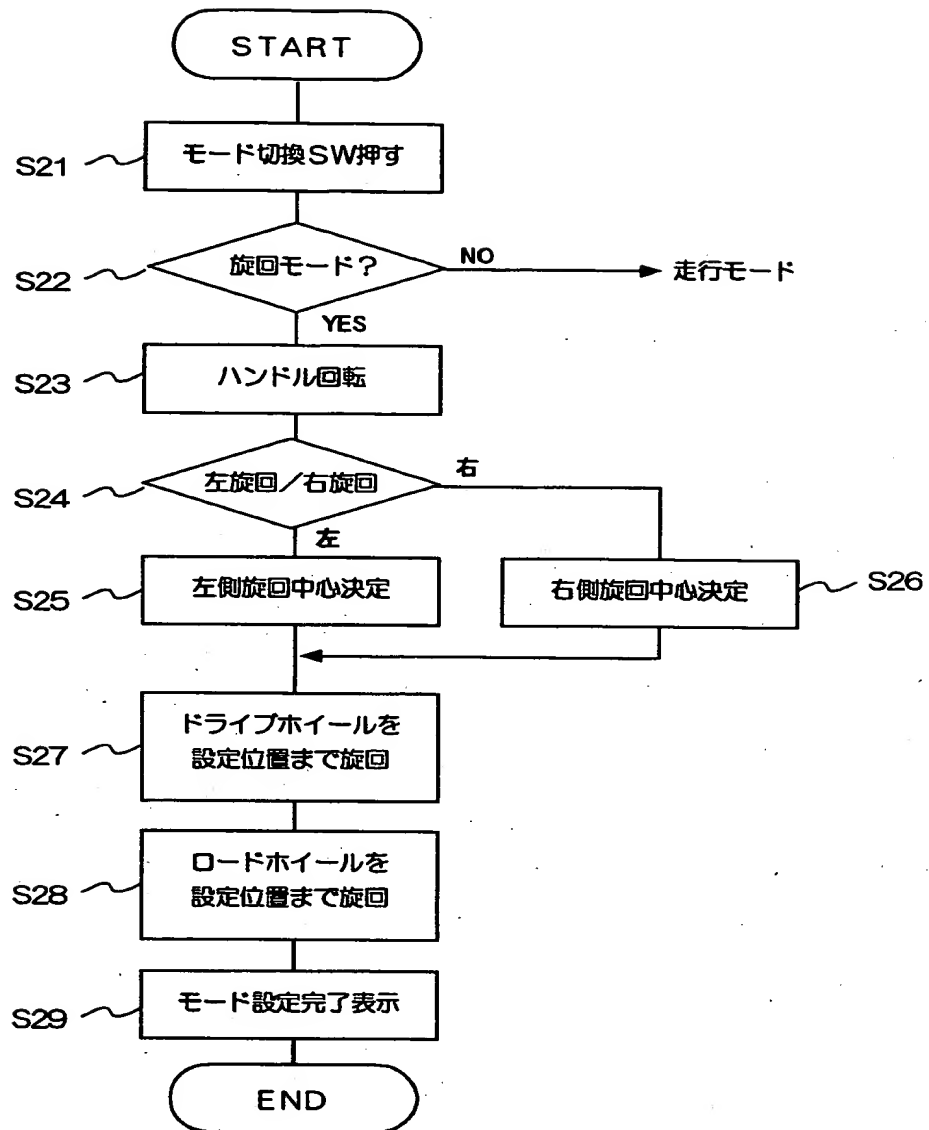 START
S21
モード切換SW押す
S22
旋回モード?
NO
走行モード
YES
S23
ハンドル回転
S24
左旋回/右旋回
右
左
S25
左側旋回中心決定
右側旋回中心決定
S26
S27
ドライブホイールを
設定位置まで旋回
S28
ロードホイールを
設定位置まで旋回
S29
モード設定完了表示
END